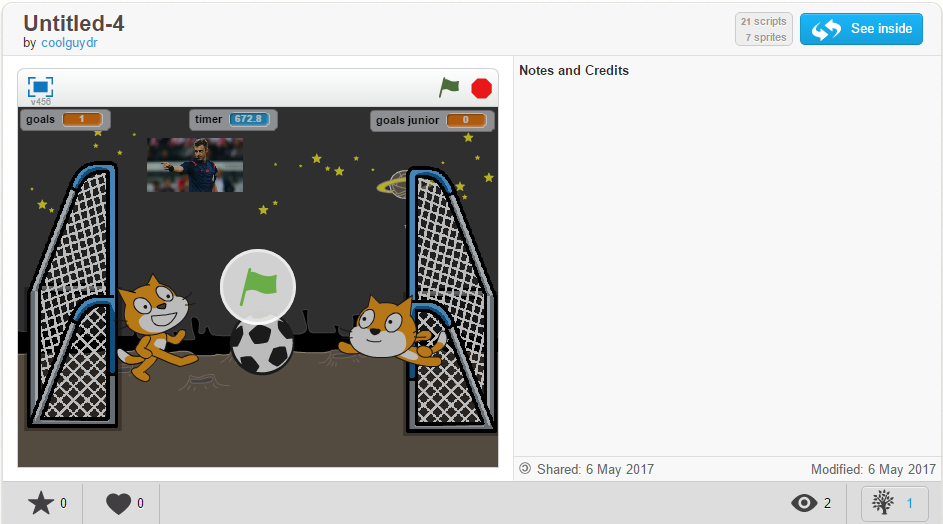 Untitled-4
by coolguydr
21 scripts
7 sprites
See inside
Notes and Credits
v456
goals 1
timer 672.8
goals junior 0
Shared: 6 May 2017
Modified: 6 May 2017
0
0
2
1